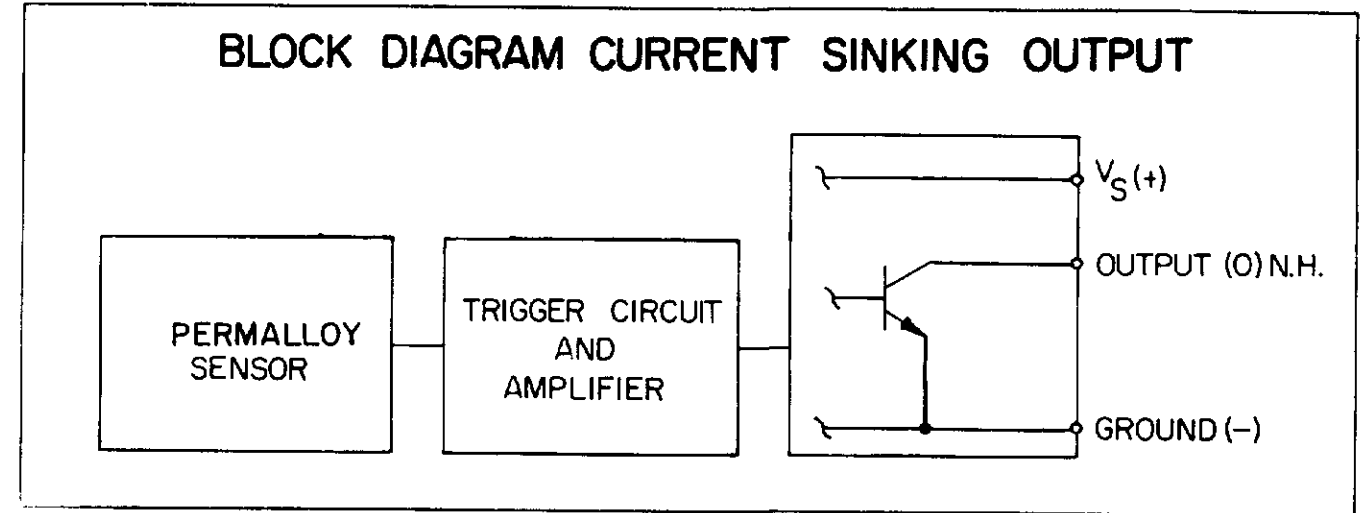 BLOCK DIAGRAM CURRENT SINKING OUTPUT
PERMALLOY
SENSOR
TRIGGER CIRCUIT
AND
AMPLIFIER
VS(+)
OUTPUT (O) N.H.
GROUND (−)